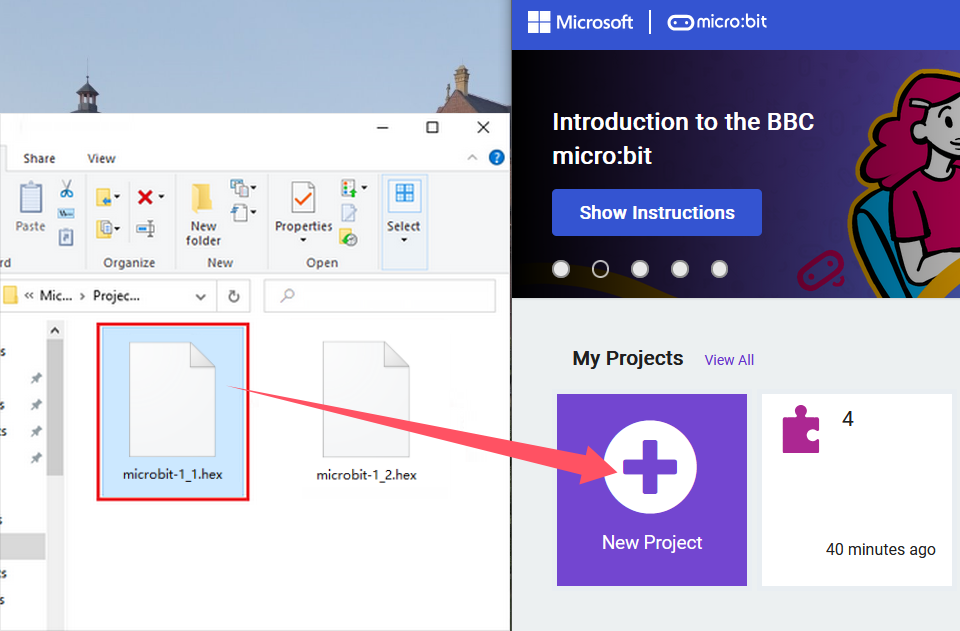 Share View
Paste
New
folder
Properties
Select
rd
Organize
New
Open
« Mic... › Projec...
microbit-1_1.hex
microbit-1_2.hex
Microsoft | micro:bit
Introduction to the BBC
micro:bit
Show Instructions
My Projects View All
New Project
4
40 minutes ago